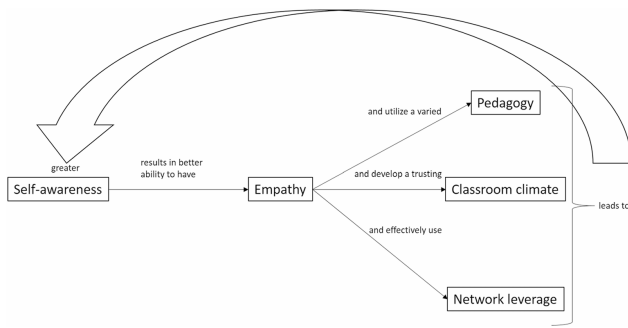 Pedagogy
and utilize a varied
greater
results in better
ability to have
and develop a trusting
Self-awareness
Empathy
Classroom climate
leads to
and effectively use
Network leverage